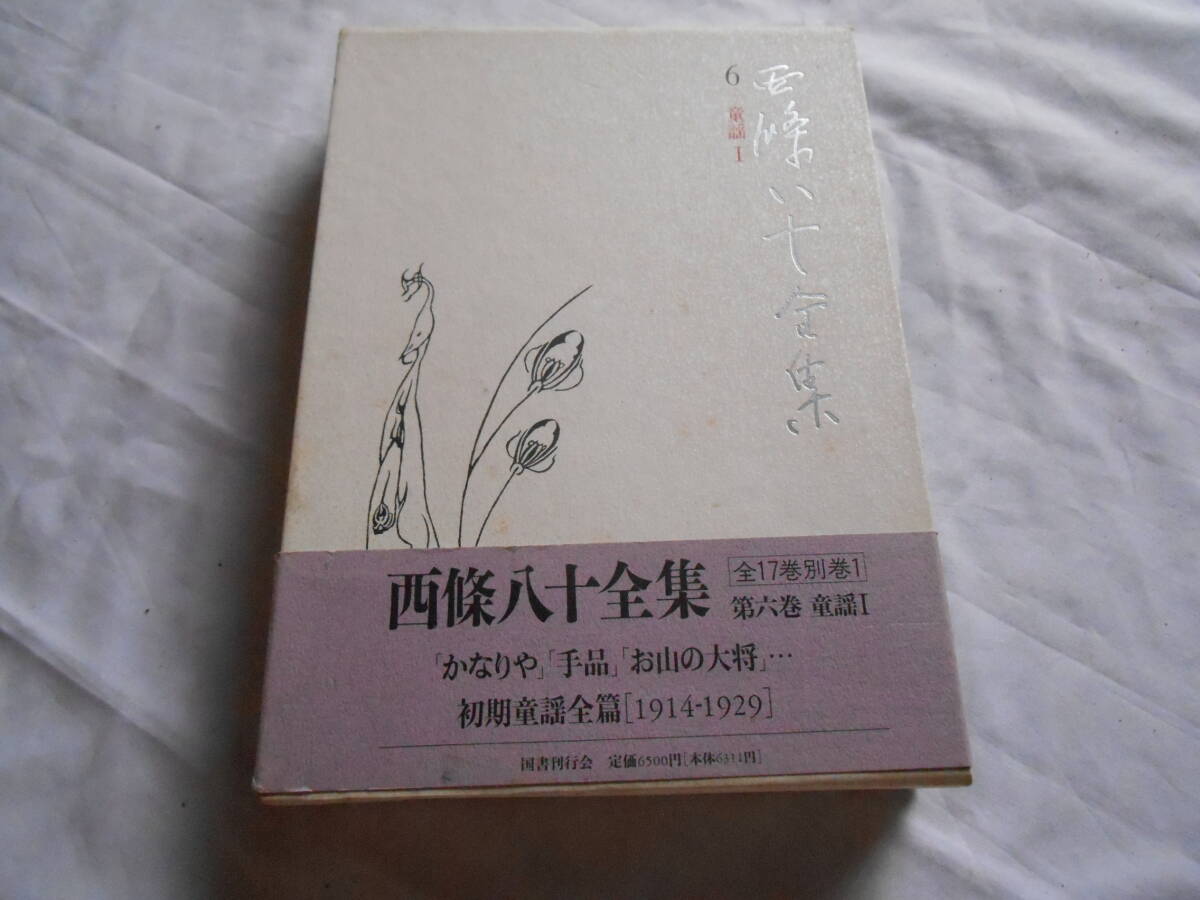 西條八十全集
6 童謡 I
西條八十全集
全17巻別巻1
第六巻 童謡I
「かなりや」「手品」「お山の大将」…
初期童謡全篇[1914-1929]
国書刊行会 定価6500円[本体6311円]